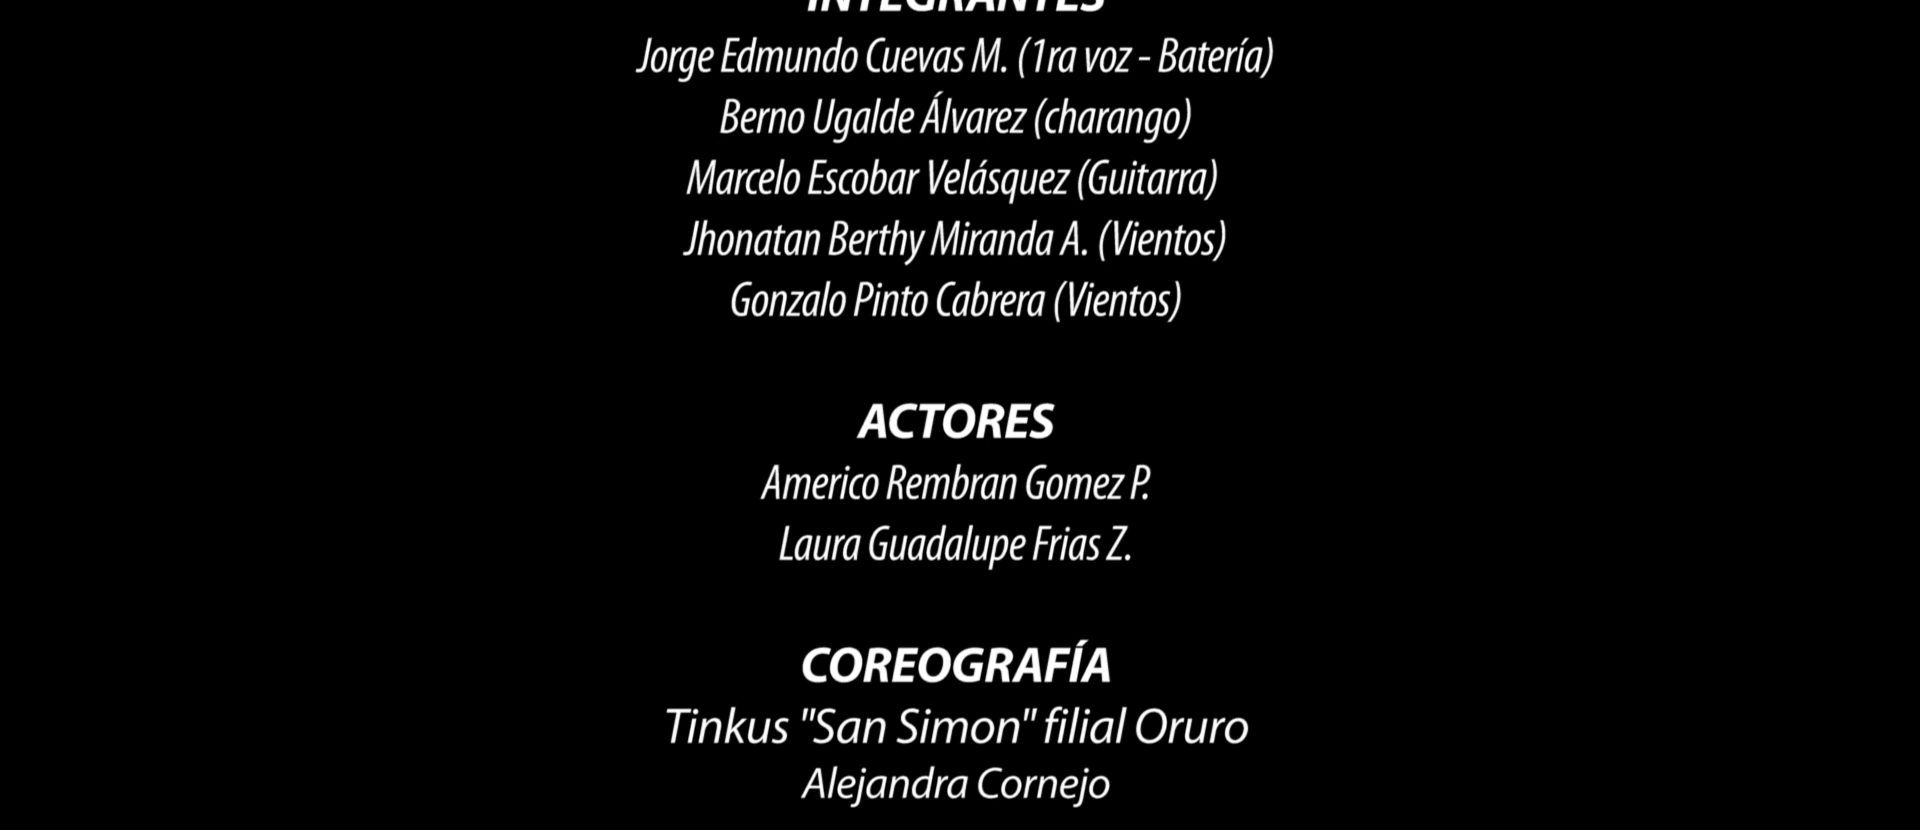 INTEGRANTES
Jorge Edmundo Cuevas M. (1ra voz - Batería)
Berno Ugalde Álvarez (charango)
Marcelo Escobar Velásquez (Guitarra)
Jhonatan Berthy Miranda A. (Vientos)
Gonzalo Pinto Cabrera (Vientos)
ACTORES
Americo Rembran Gomez P.
Laura Guadalupe Frias Z.
COREOGRAFÍA
Tinkus "San Simon" filial Oruro
Alejandra Cornejo